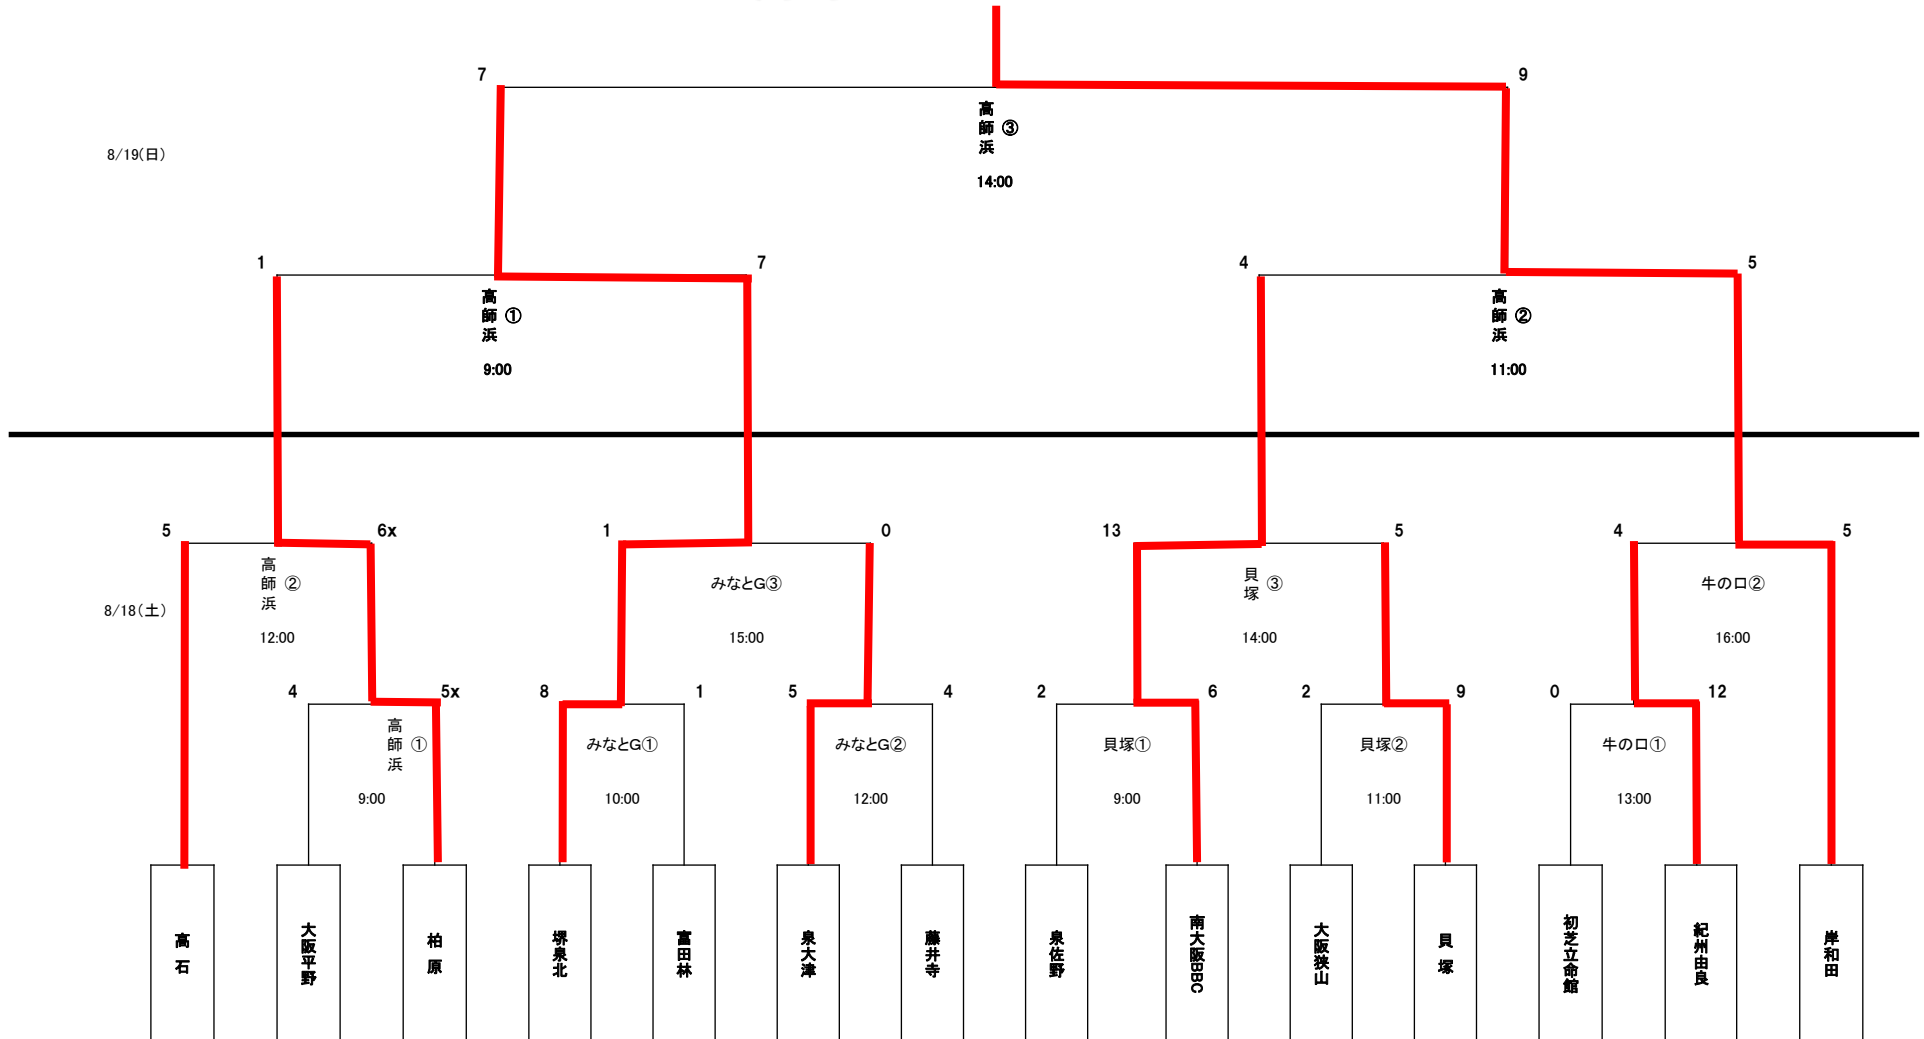 7
9
高師浜
③
14:00
8/19(日)
1
7
4
5
高師浜
①
9:00
高師浜
②
11:00
5
6x
1
0
13
5
4
5
高師浜
②
12:00
みなとG③
15:00
貝塚
③
14:00
牛の口②
16:00
8/18(土)
4
5x
8
1
5
4
2
6
2
9
0
12
高師浜
①
9:00
みなとG①
10:00
みなとG②
12:00
貝塚①
9:00
貝塚②
11:00
牛の口①
13:00
高石
大阪平野
柏原
堺泉北
富田林
泉大津
藤井寺
泉佐野
南大阪BBC
大阪狭山
貝塚
初芝立命館
紀州由良
岸和田